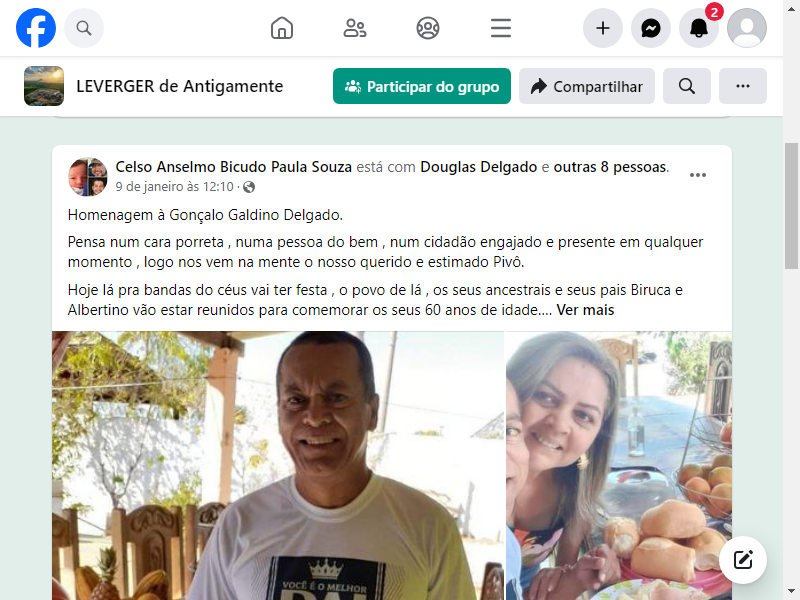 2
LEVERGER de Antigamente
Participar do grupo
Compartilhar
Celso Anselmo Bicudo Paula Souza está com Douglas Delgado e outras 8 pessoas.
9 de janeiro às 12:10 ·
Homenagem à Gonçalo Galdino Delgado.
Pensa num cara porreta , numa pessoa do bem , num cidadão engajado e presente em qualquer
momento , logo nos vem na mente o nosso querido e estimado Pivô.
Hoje lá pra bandas do céus vai ter festa , o povo de lá , os seus ancestrais e seus pais Biruca e
Albertino vão estar reunidos para comemorar os seus 60 anos de idade.... Ver mais
VOCÊ É O MELHOR
PAI